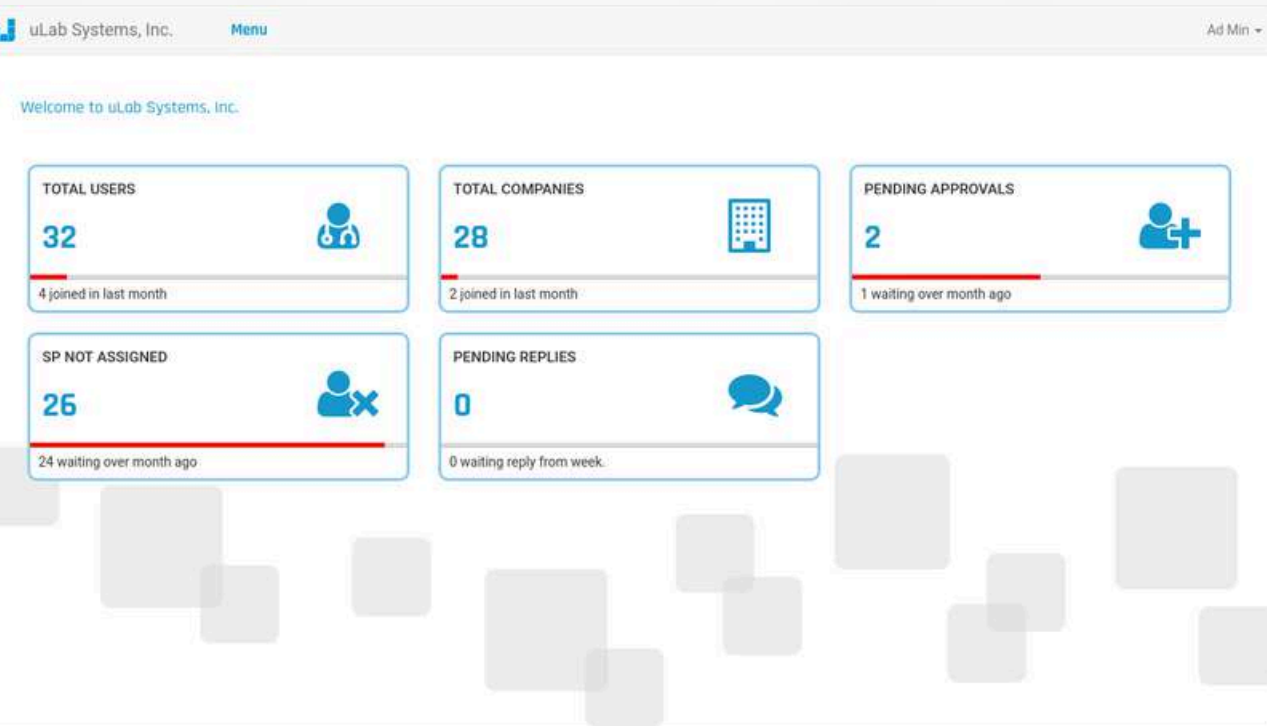 uLab Systems, Inc. Menu Ad Min
Welcome to uLab Systems, Inc.
TOTAL USERS
32
4 joined in last month
TOTAL COMPANIES
28
2 joined in last month
PENDING APPROVALS
2
1 waiting over month ago
SP NOT ASSIGNED
26
24 waiting over month ago
PENDING REPLIES
0
0 waiting reply from week.